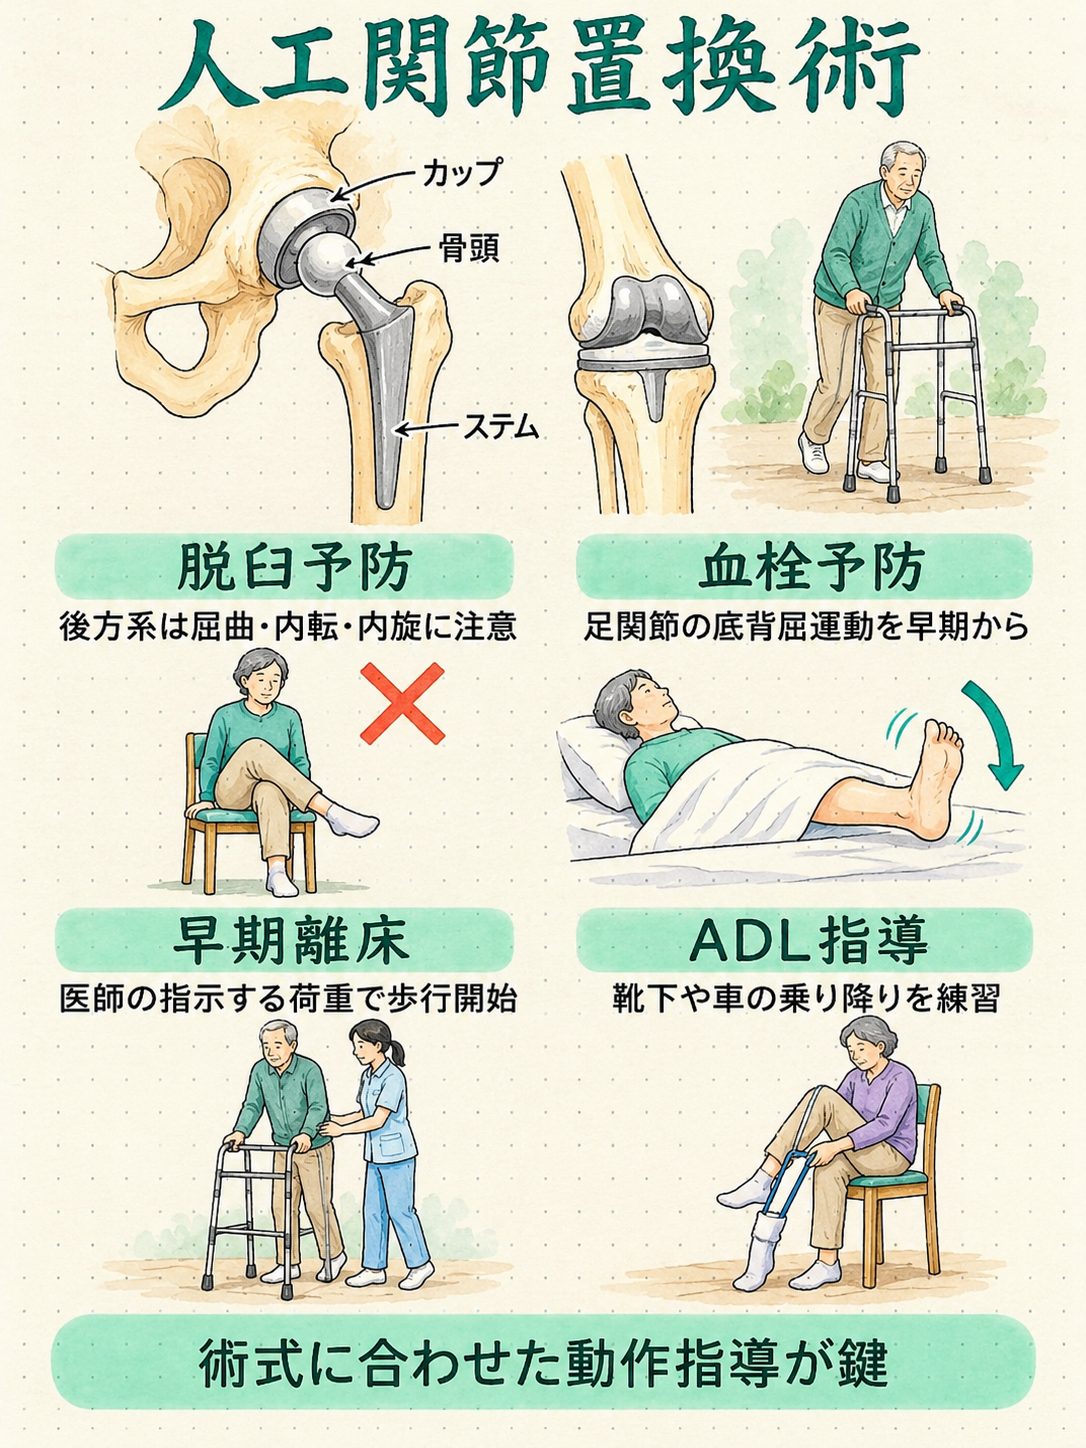 人工関節置換術
カップ
骨頭
ステム
脱臼予防
後方系は屈曲・内転・内旋に注意
血栓予防
足関節の底背屈運動を早期から
早期離床
医師の指示する荷重で歩行開始
ADL指導
靴下や車の乗り降りを練習
術式に合わせた動作指導が鍵